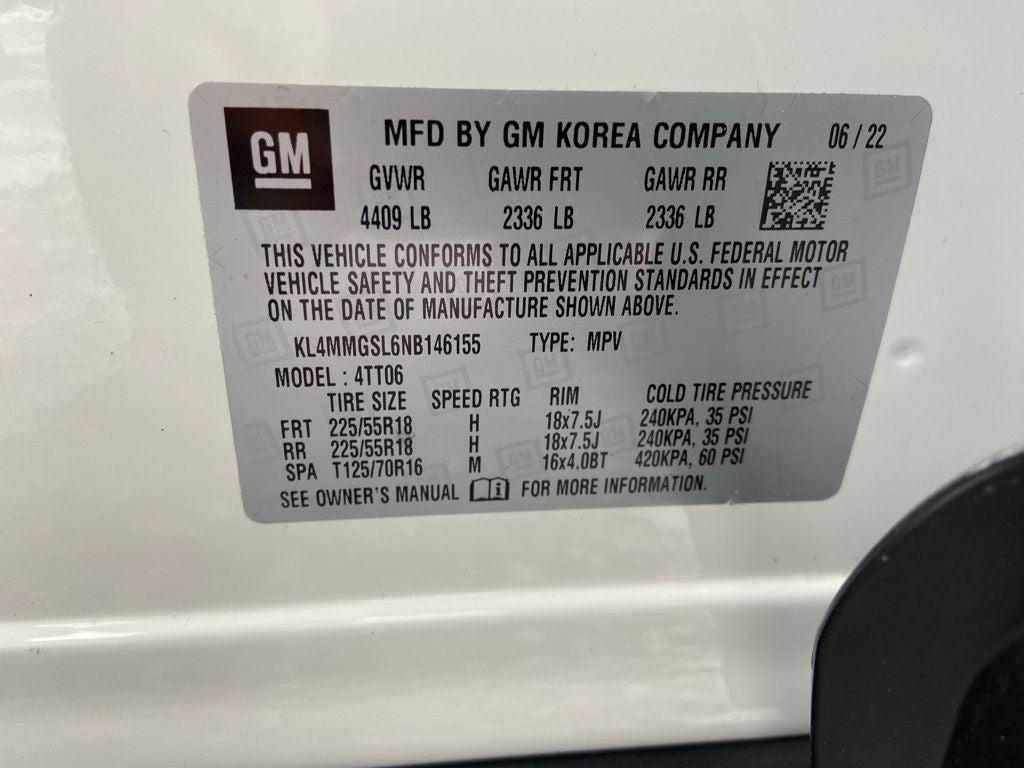 GM
MFD BY GM KOREA COMPANY 06 / 22
GVWR GAWR FRT GAWR RR
4409 LB 2336 LB 2336 LB
THIS VEHICLE CONFORMS TO ALL APPLICABLE U.S. FEDERAL MOTOR
VEHICLE SAFETY AND THEFT PREVENTION STANDARDS IN EFFECT
ON THE DATE OF MANUFACTURE SHOWN ABOVE.
KL4MMGSL6NB146155 TYPE: MPV
MODEL : 4TT06
TIRE SIZE SPEED RTG RIM COLD TIRE PRESSURE
FRT 225/55R18 H 18x7.5J 240KPA, 35 PSI
RR 225/55R18 H 18x7.5J 240KPA, 35 PSI
SPA T125/70R16 M 16x4.0BT 420KPA, 60 PSI
SEE OWNER'S MANUAL FOR MORE INFORMATION.